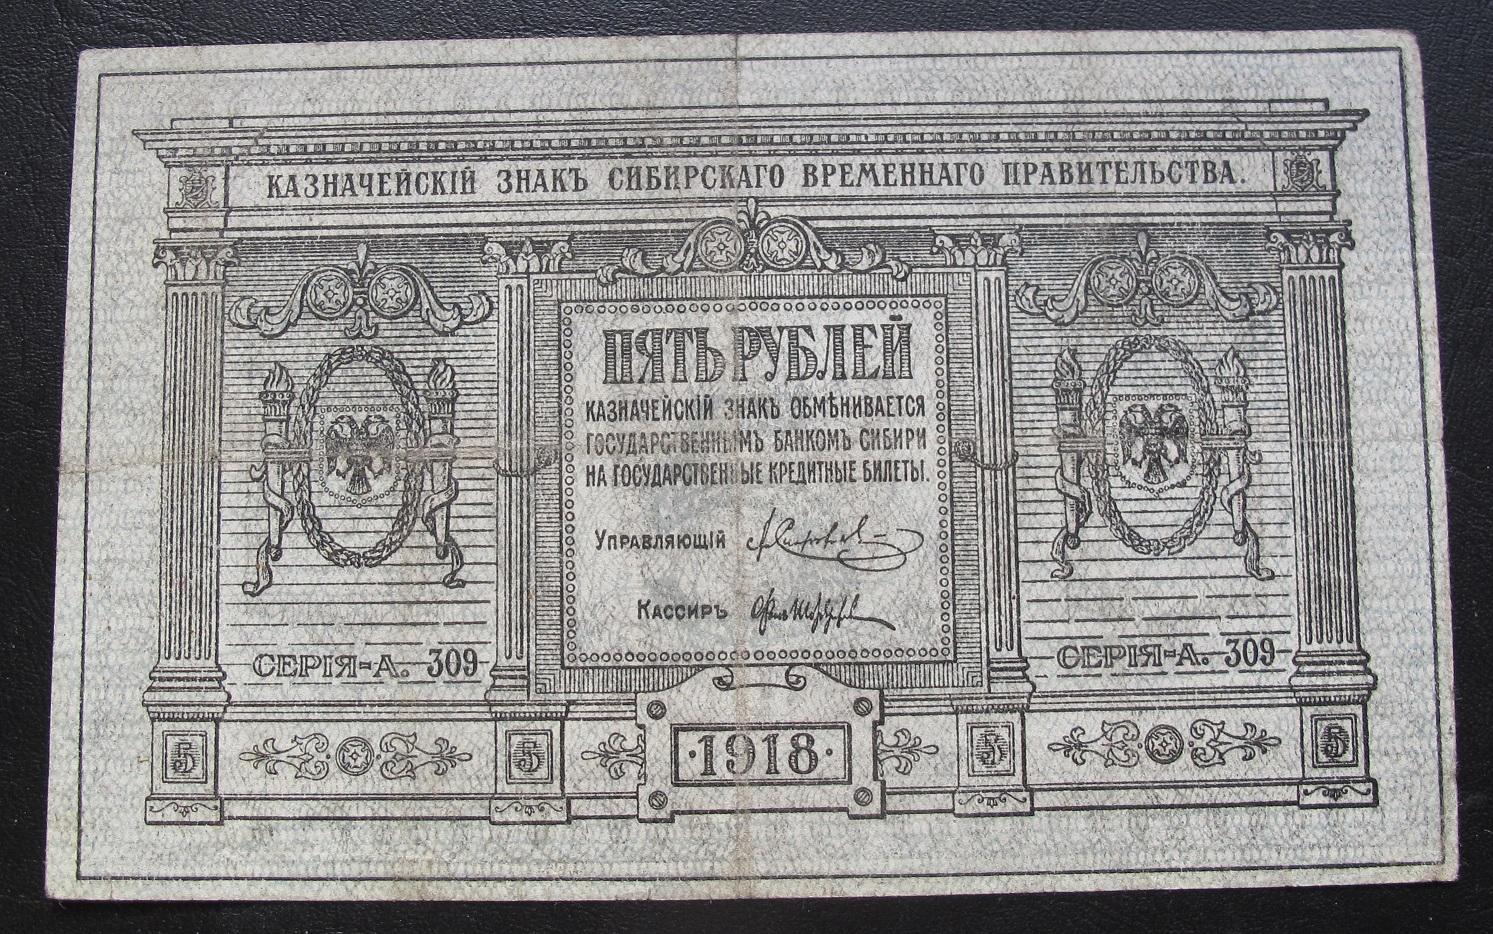 КАЗНАЧЕЙСКІЙ ЗНАКЪ СИБИРСКАГО ВРЕМЕННАГО ПРАВИТЕЛЬСТВА.
ПЯТЬ РУБЛЕЙ
КАЗНАЧЕЙСКІЙ ЗНАКЪ ОБМѢНИВАЕТСЯ
ГОСУДАРСТВЕННЫМЪ БАНКОМЪ СИБИРИ
НА ГОСУДАРСТВЕННЫЕ КРЕДИТНЫЕ БИЛЕТЫ.
УПРАВЛЯЮЩІЙ
КАССИРЪ
СЕРІЯ-А. 309
СЕРІЯ-А. 309
5
5
·1918·
5
5